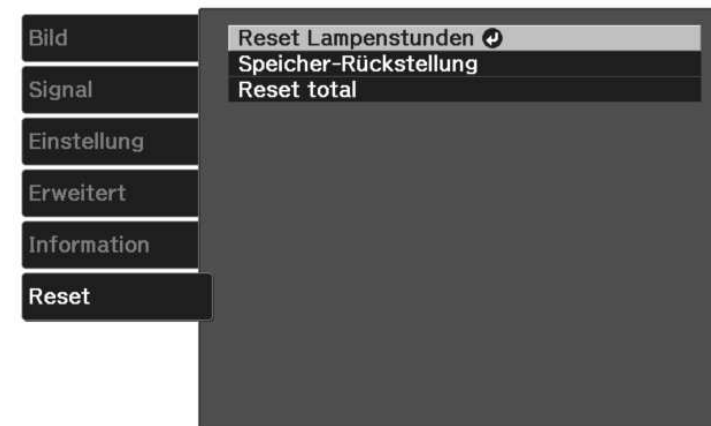 Bild
Signal
Einstellung
Erweitert
Information
Reset
Reset Lampenstunden
Speicher-Rückstellung
Reset total